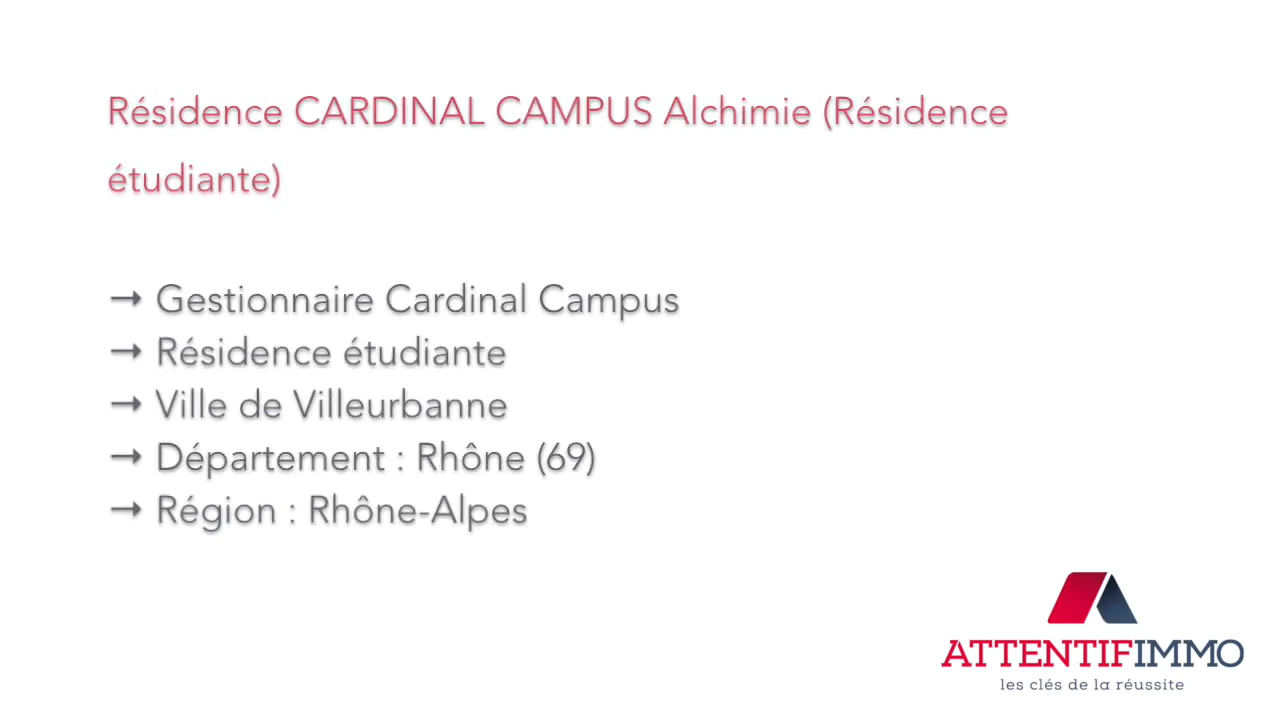 Résidence CARDINAL CAMPUS Alchimie (Résidence
étudiante)
→ Gestionnaire Cardinal Campus
→ Résidence étudiante
→ Ville de Villeurbanne
→ Département : Rhône (69)
→ Région : Rhône-Alpes
ATTENTIFIMMO
les clés de la réussite